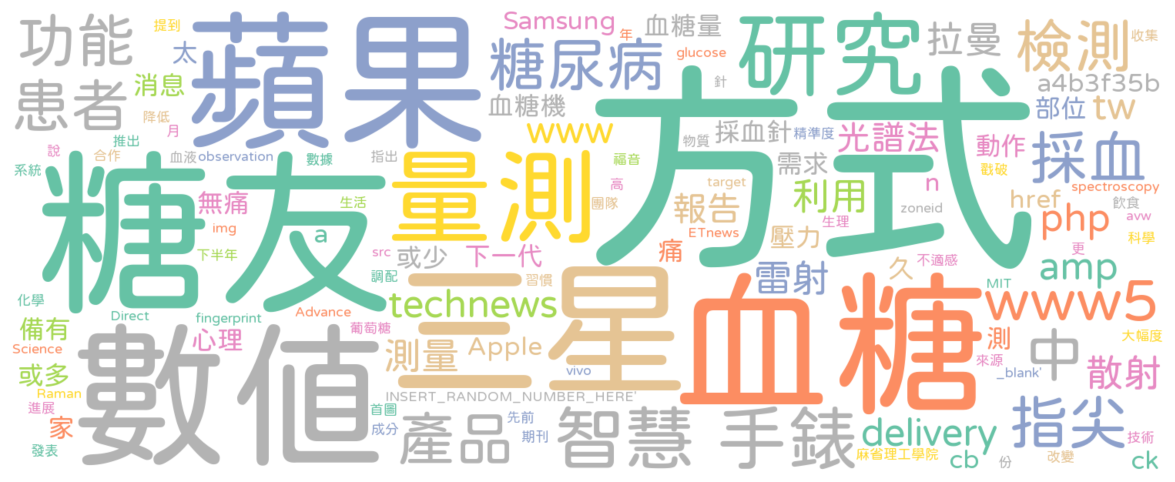 提到
Samsung
年
血糖量
拉曼
檢測
收集
功能
太
蘋果
糖尿病
glucose
研究
a4b3f35b
患者
消息
血糖機
針
部位
tw
降低
www
物質
採血針
精準度
光譜法
動作
採血
月
推出
說
合作
血液
observation
數據
指出
量測
福音
方式
需求
戳破
系統
糖友
無痛
生活
高
target
利用
n
spectroscopy
團隊
報告
zoneid
href
飲食
img
a
ETnews
生理
php
avw
下半年
src
或少
下一代
痛
壓力
更
科學
調配
三星
習慣
雷射
久
不適感
amp
化學
technews
血糖
MIT
www5
備有
Direct
fingerprint
Advance
心理
葡萄糖
測
大幅度
Science
數值
測量
Apple
中
來源
散射
或多
vivo
_blank'
Raman
INSERT_RANDOM_NUMBER_HERE'
進展
首圖
智慧
手錶
指尖
家
成分
產品
先前
期刊
delivery
技術
發表
麻省理工學院
cb
份
改變
ck